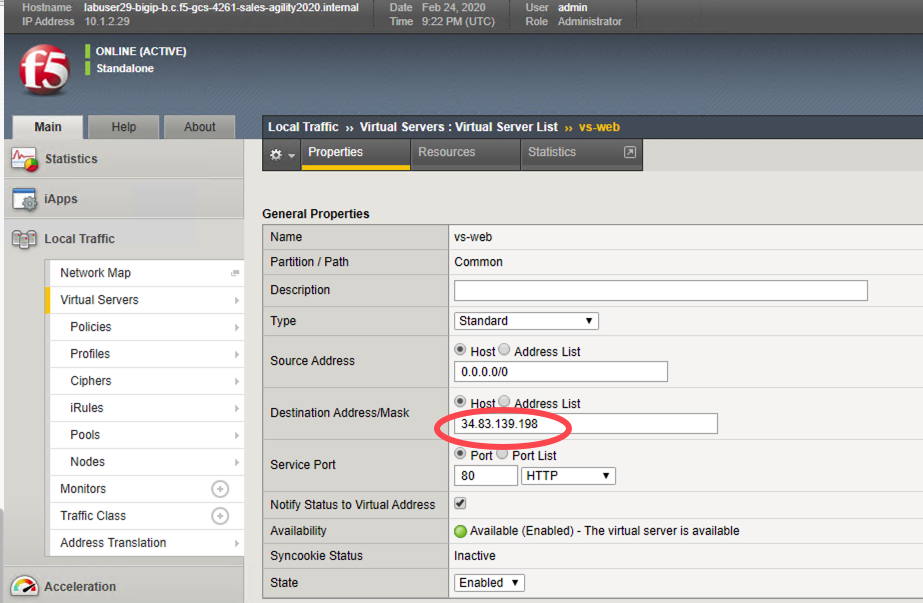 Hostname labuser29-bigip-b.c.f5-gcs-4261-sales-agility2020.internal Date Feb 24, 2020 User admin
IP Address 10.1.2.29 Time 9:22 PM (UTC) Role Administrator
f5
ONLINE (ACTIVE)
Standalone
Main Help About
Local Traffic ›› Virtual Servers : Virtual Server List ›› vs-web
Properties Resources Statistics
Statistics
iApps
Local Traffic
Network Map
Virtual Servers
Policies
Profiles
Ciphers
iRules
Pools
Nodes
Monitors
Traffic Class
Address Translation
Acceleration
General Properties
Name vs-web
Partition / Path Common
Description
Type Standard
Source Address Host Address List
0.0.0.0/0
Destination Address/Mask Host Address List
34.83.139.198
Service Port Port Port List
80 HTTP
Notify Status to Virtual Address
Availability Available (Enabled) - The virtual server is available
Syncookie Status Inactive
State Enabled